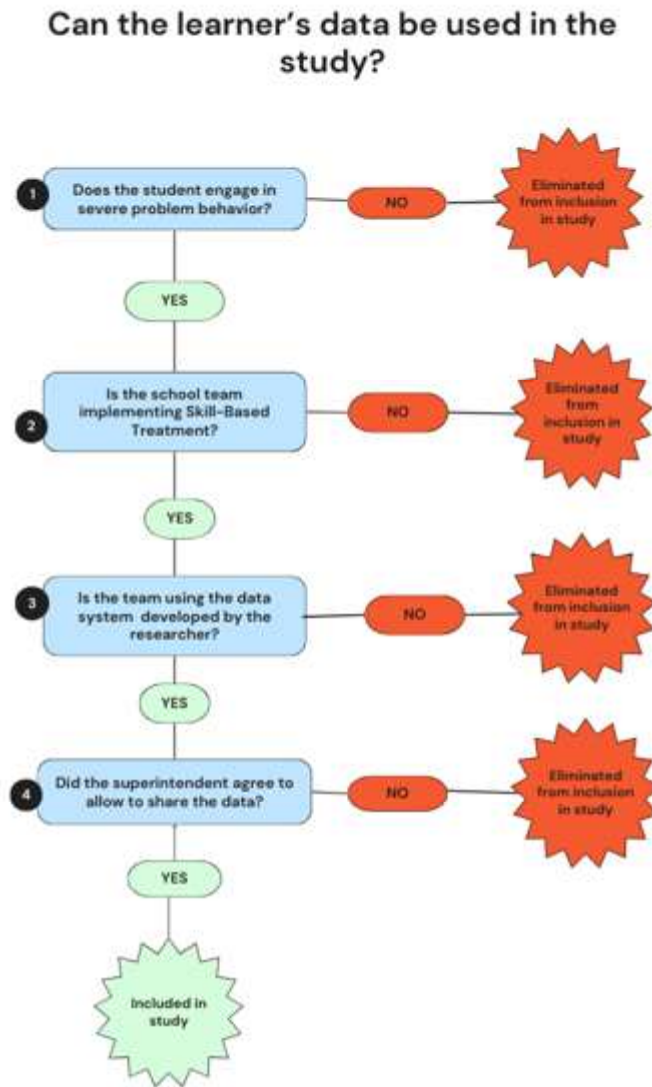 Can the learner's data be used in the
study?
1
Does the student engage in
severe problem behavior?
NO
Eliminated
from inclusion
in study
YES
2
Is the school team
implementing Skill-Based
Treatment?
NO
Eliminated
from
inclusion in
study
YES
3
Is the team using the data
system developed by the
researcher?
NO
Eliminated
from inclusion
in study
YES
4
Did the superintendent agree to
allow to share the data?
NO
Eliminated
from inclusion
in study
YES
Included in
study